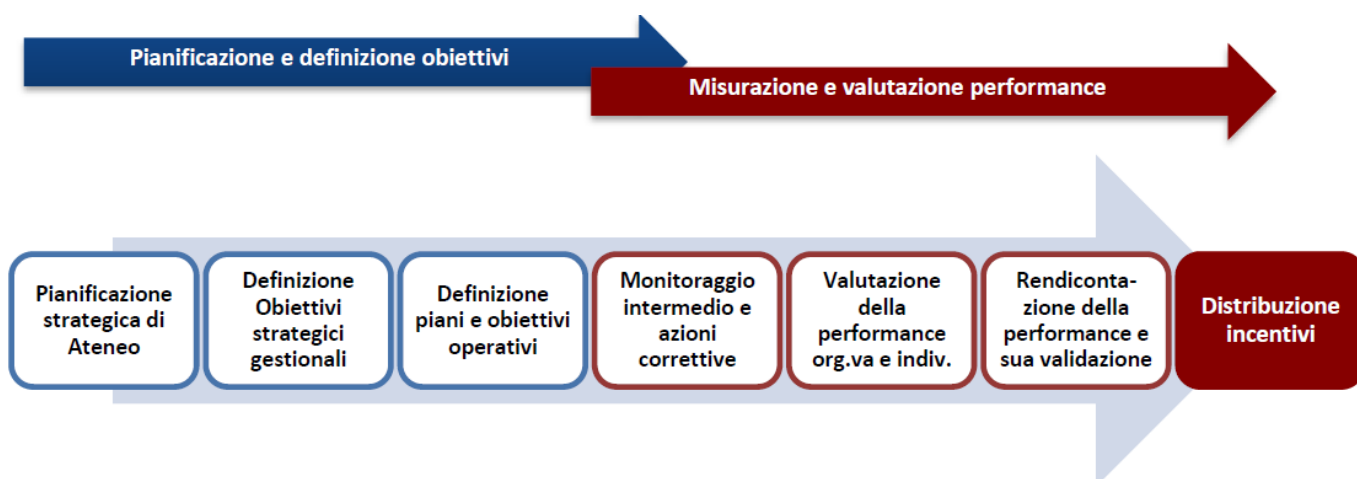 Pianificazione e definizione obiettivi
Misurazione e valutazione performance
Pianificazione
strategica di
Ateneo
Definizione
Obiettivi
strategici
gestionali
Definizione
piani e obiettivi
operativi
Monitoraggio
intermedio e
azioni
correttive
Valutazione
della
performance
org.va e indiv.
Rendiconta-
zione della
performance e
sua validazione
Distribuzione
incentivi